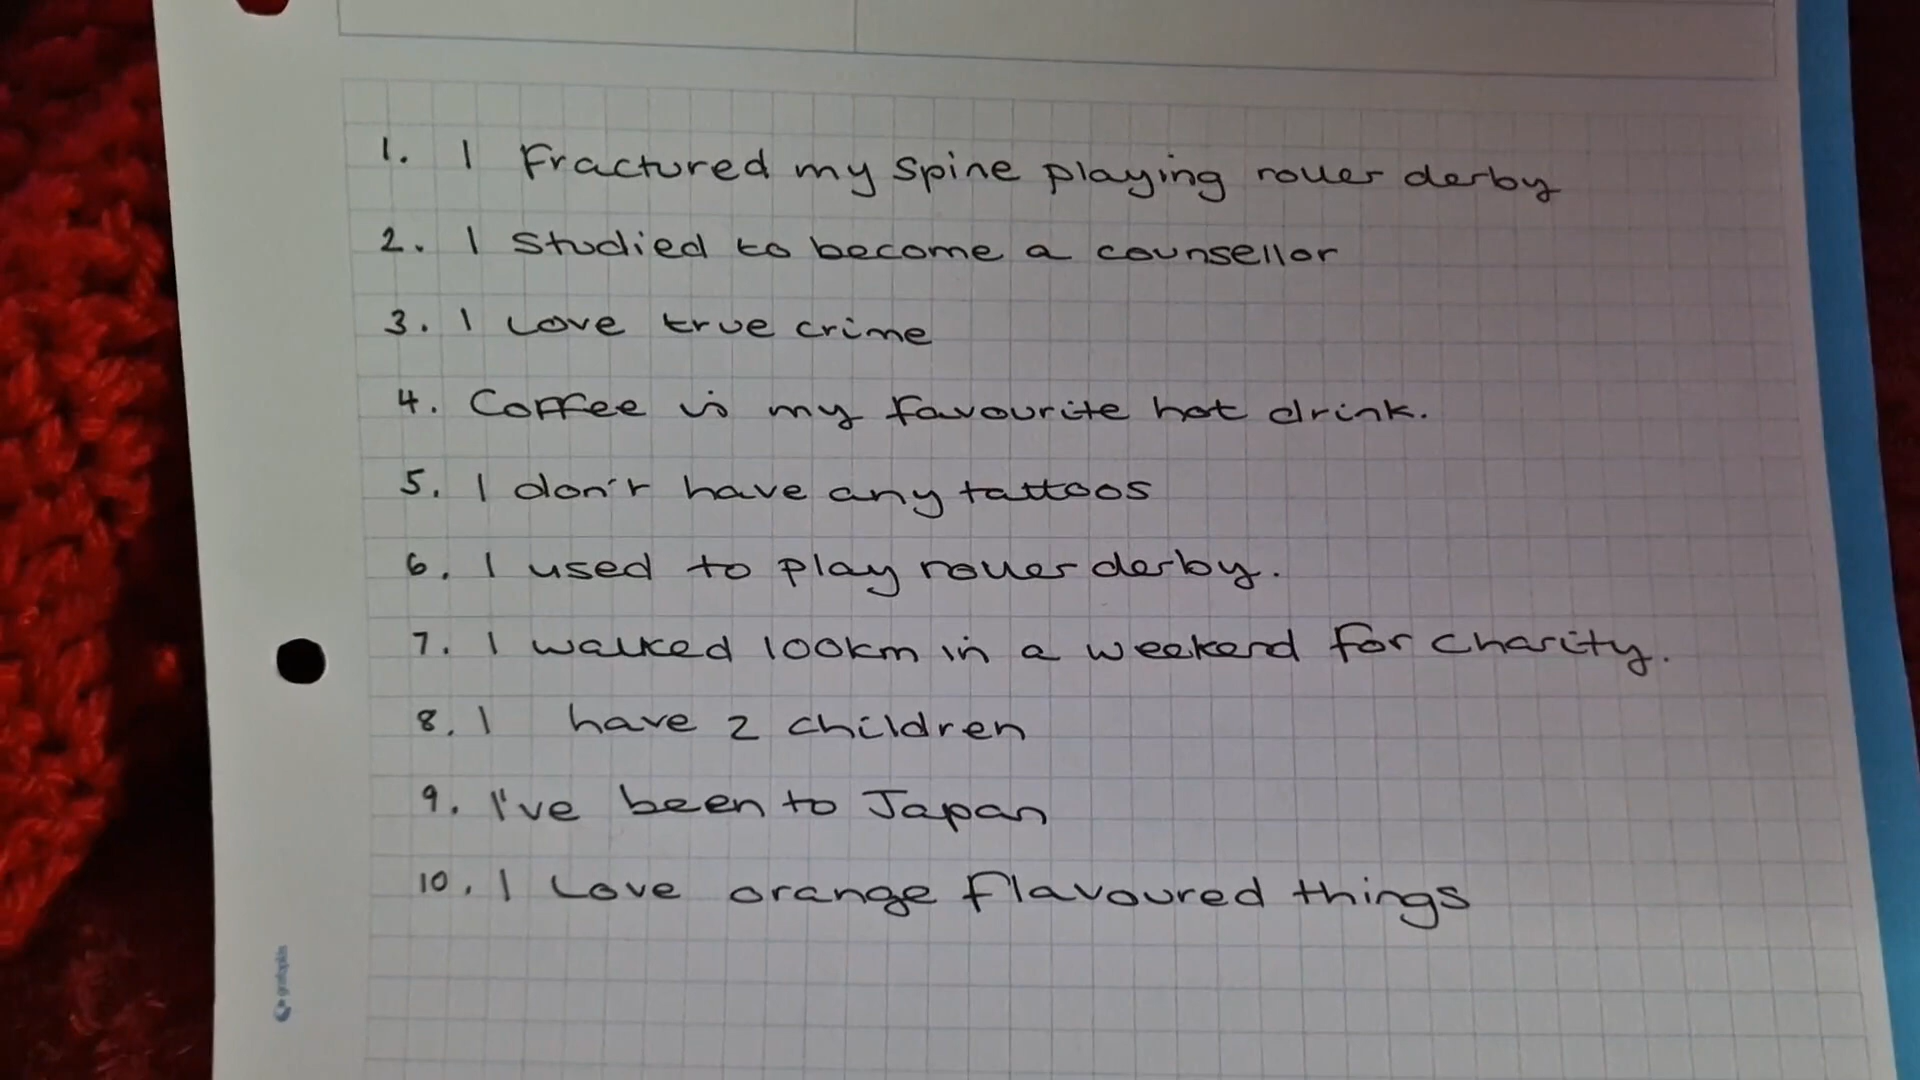 1. I Fractured my spine playing roller derby
2. I studied to become a counsellor
3. I Love true crime
4. Coffee is my favourite hot drink.
5. I don't have any tattoos
6. I used to play roller derby.
7. I walked 100km in a weekend for charity.
8. I have 2 children
9. I've been to Japan
10. I Love orange flavoured things
grafoplás